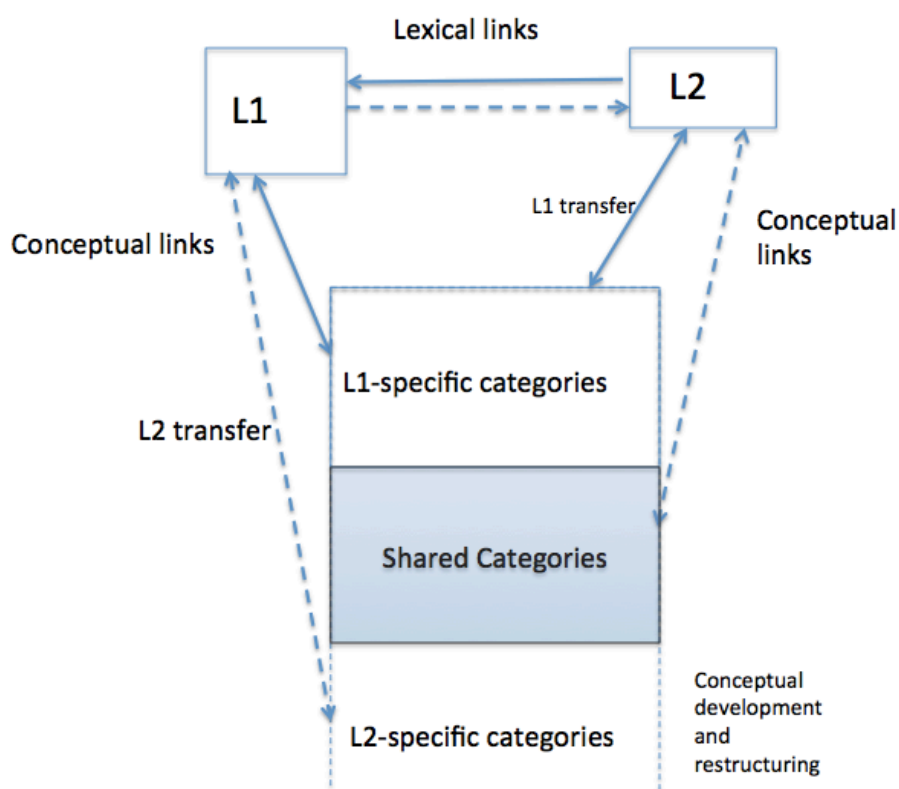 Lexical links
L1
L2
L1 transfer
Conceptual links
Conceptual
links
L1-specific categories
L2 transfer
Shared Categories
L2-specific categories
Conceptual
development
and
restructuring